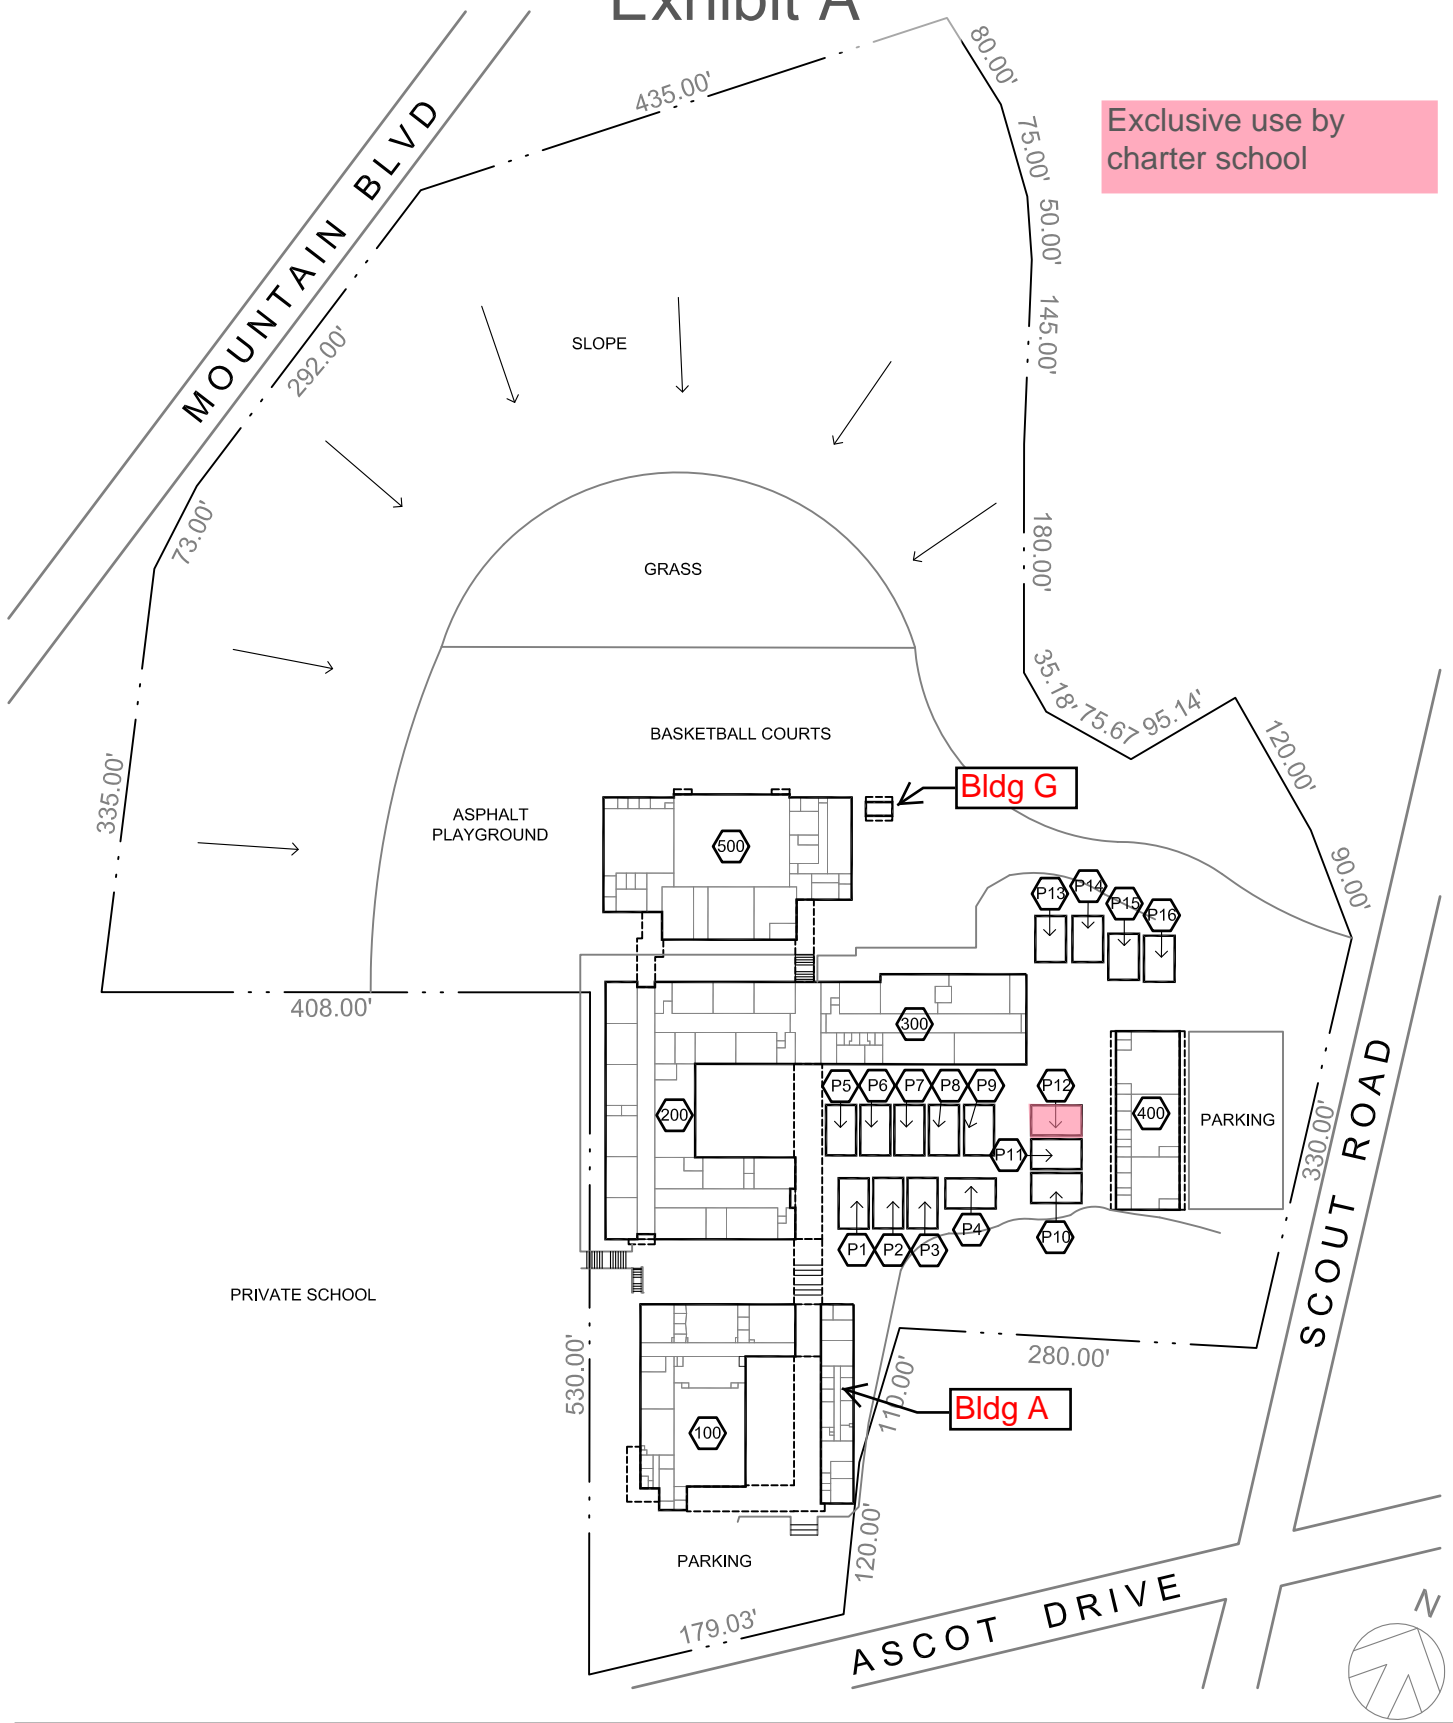 Exhibit A
Exclusive use by
charter school
MOUNTAIN BLVD
435.00'
80.00'
75.00'
50.00'
145.00'
292.00'
SLOPE
73.00'
180.00'
GRASS
35.18'
75.67
95.14'
120.00'
BASKETBALL COURTS
Bldg G
335.00'
ASPHALT
PLAYGROUND
500
90.00'
P13
P14
P15
P16
408.00'
300
SCOUT ROAD
P5
P6
P7
P8
P9
P12
200
400
PARKING
330.00'
P11
P1
P2
P3
P4
P10
PRIVATE SCHOOL
530.00'
280.00'
110.00'
Bldg A
100
120.00'
PARKING
179.03'
ASCOT DRIVE
N